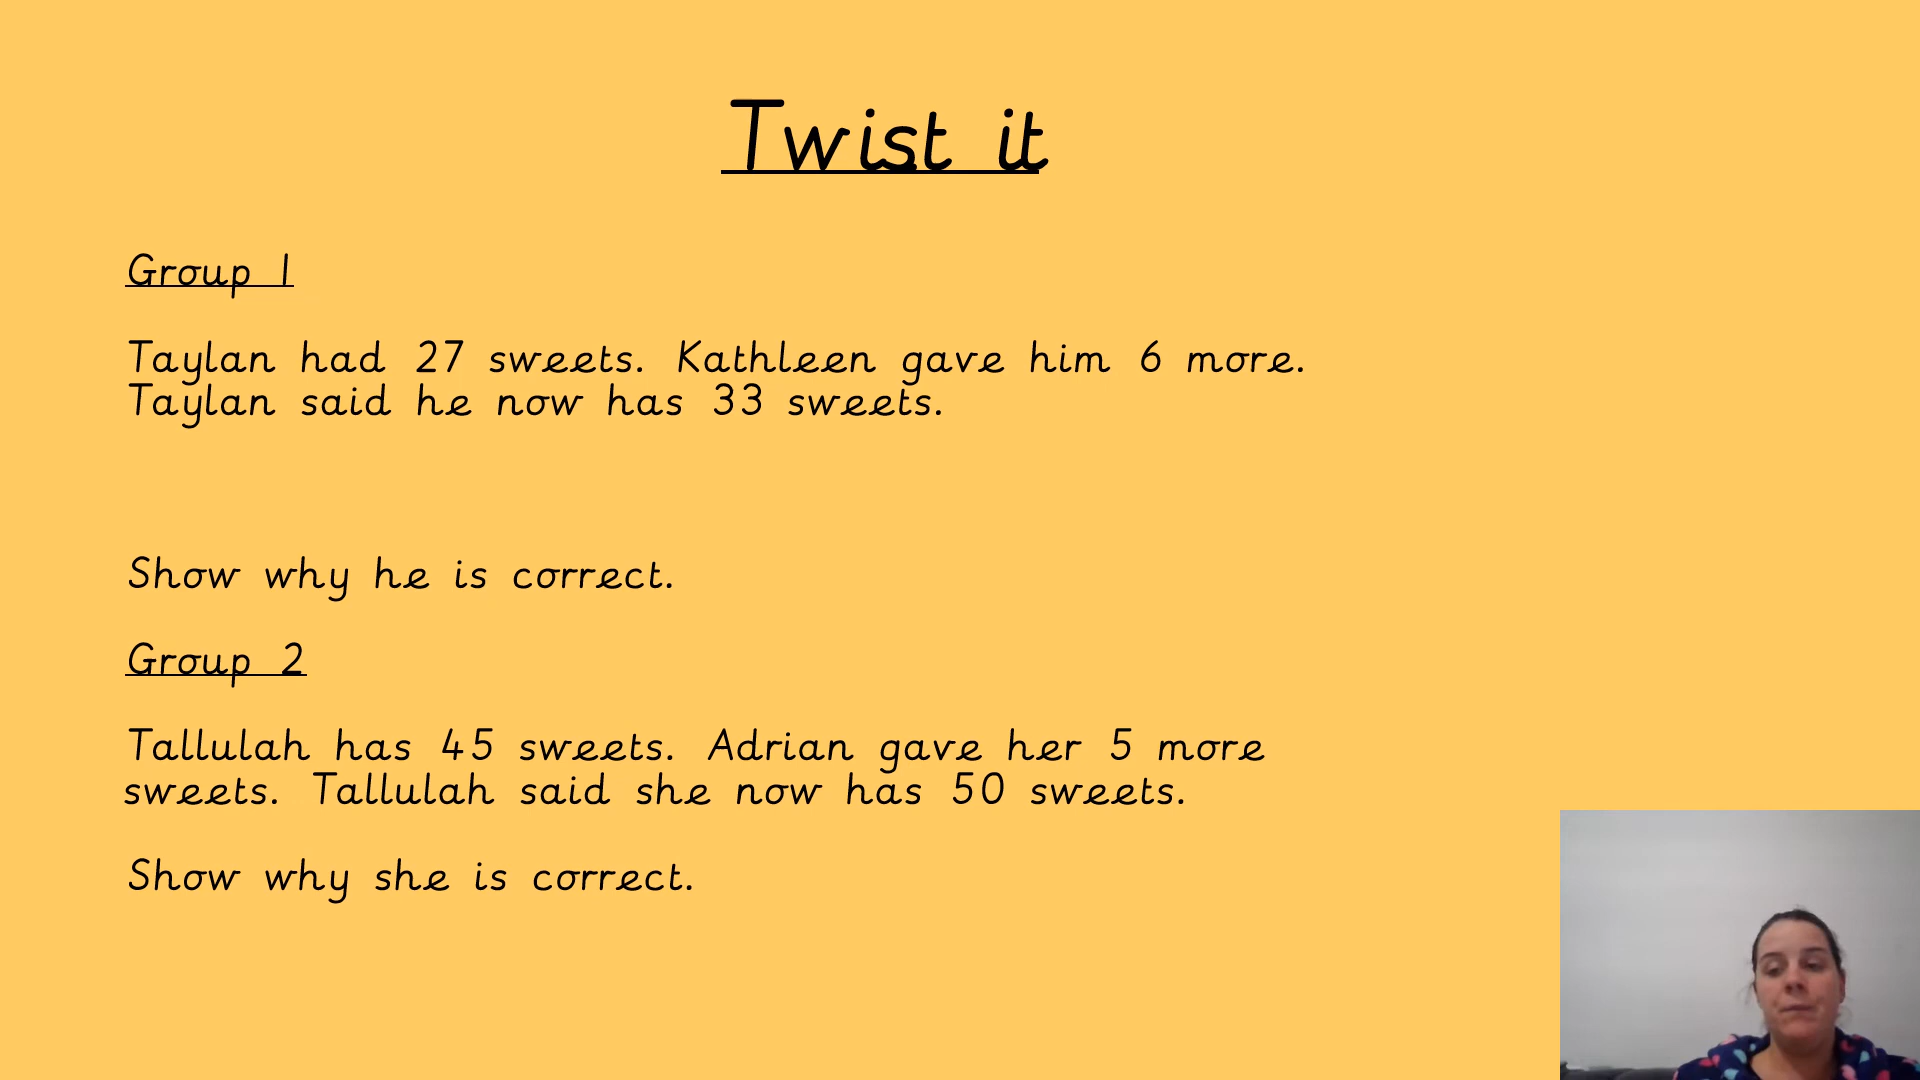 Twist it
Group 1
Taylan had 27 sweets. Kathleen gave him 6 more.
Taylan said he now has 33 sweets.
Show why he is correct.
Group 2
Tallulah has 45 sweets. Adrian gave her 5 more
sweets. Tallulah said she now has 50 sweets.
Show why she is correct.